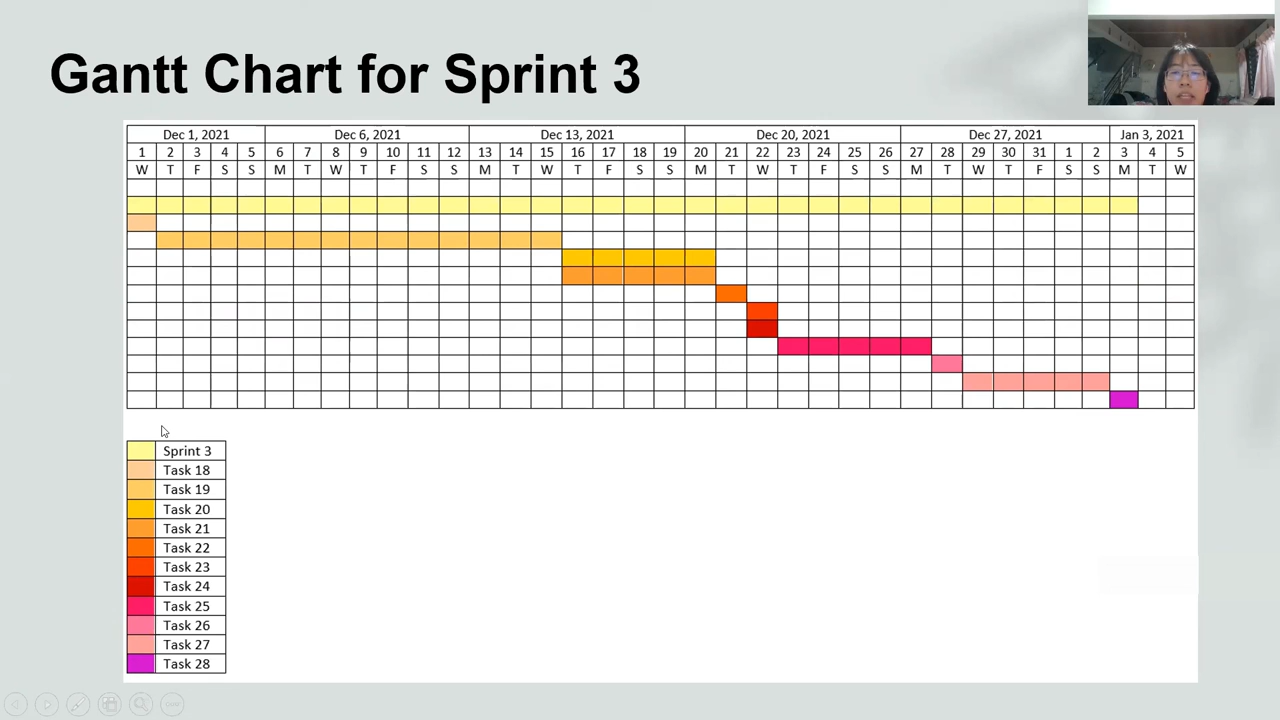 Gantt Chart for Sprint 3
Dec 1, 2021 Dec 6, 2021 Dec 13, 2021 Dec 20, 2021 Dec 27, 2021 Jan 3, 2021
1 2 3 4 5 6 7 8 9 10 11 12 13 14 15 16 17 18 19 20 21 22 23 24 25 26 27 28 29 30 31 1 2 3 4 5
W T F S S M T W T F S S M T W T F S S M T W T F S S M T W T F S S M T W
Sprint 3
Task 18
Task 19
Task 20
Task 21
Task 22
Task 23
Task 24
Task 25
Task 26
Task 27
Task 28